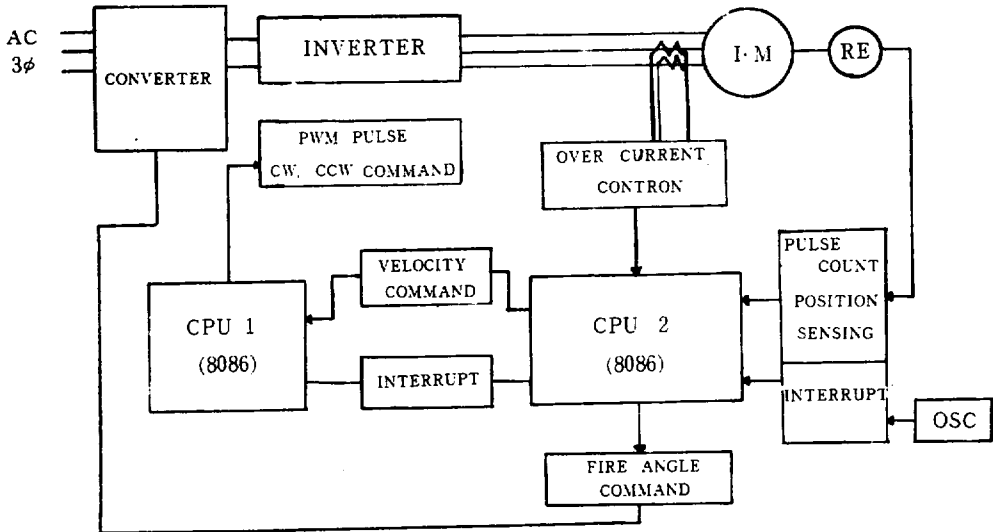 AC
3ϕ
CONVERTER
INVERTER
I·M
RE
PWM PULSE
CW, CCW COMMAND
OVER CURRENT
CONTRON
VELOCITY
COMMAND
PULSE
COUNT
POSITION
SENSING
CPU 1
(8086)
CPU 2
(8086)
INTERRUPT
INTERRUPT
OSC
FIRE ANGLE
COMMAND